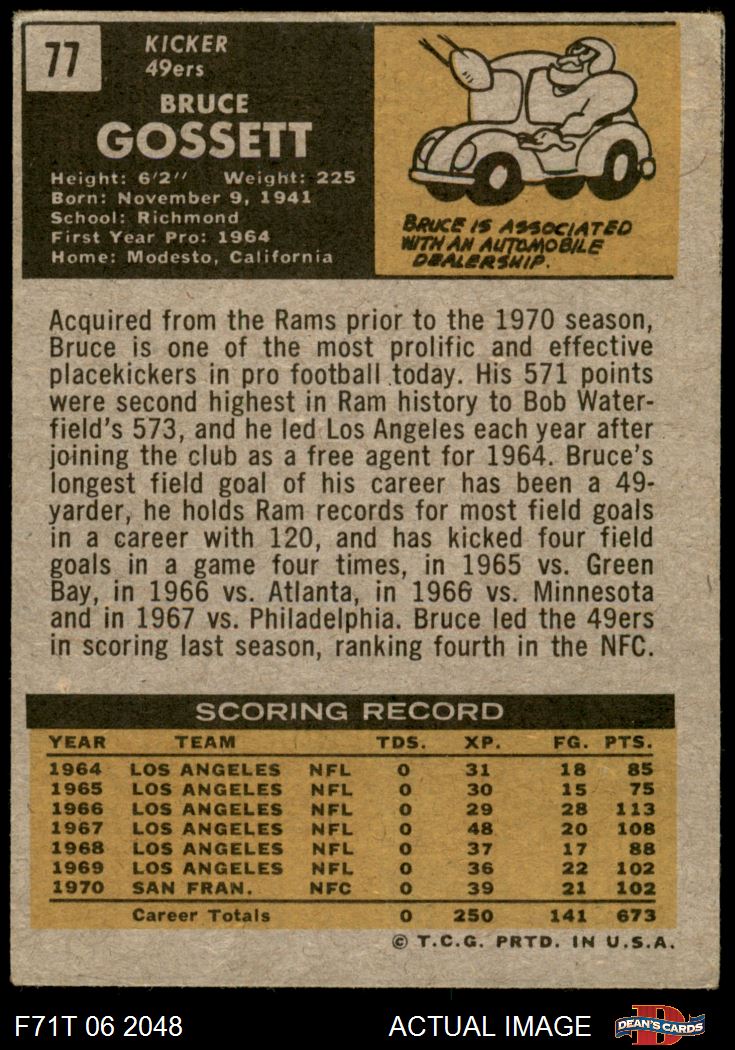 77
KICKER
49ers
BRUCE
GOSSETT
Height: 6'2" Weight: 225
Born: November 9, 1941
School: Richmond
First Year Pro: 1964
Home: Modesto, California
BRUCE IS ASSOCIATED
WITH AN AUTOMOBILE
DEALERSHIP.
Acquired from the Rams prior to the 1970 season,
Bruce is one of the most prolific and effective
placekickers in pro football today. His 571 points
were second highest in Ram history to Bob Water-
field's 573, and he led Los Angeles each year after
joining the club as a free agent for 1964. Bruce's
longest field goal of his career has been a 49-
yarder, he holds Ram records for most field goals
in a career with 120, and has kicked four field
goals in a game four times, in 1965 vs. Green
Bay, in 1966 vs. Atlanta, in 1966 vs. Minnesota
and in 1967 vs. Philadelphia. Bruce led the 49ers
in scoring last season, ranking fourth in the NFC.
SCORING RECORD
YEAR TEAM TDS. XP. FG. PTS.
1964 LOS ANGELES NFL 0 31 18 85
1965 LOS ANGELES NFL 0 30 15 75
1966 LOS ANGELES NFL 0 29 28 113
1967 LOS ANGELES NFL 0 48 20 108
1968 LOS ANGELES NFL 0 37 17 88
1969 LOS ANGELES NFL 0 36 22 102
1970 SAN FRAN. NFC 0 39 21 102
Career Totals 0 250 141 673
© T.C.G. PRTD. IN U.S.A.
F71T 06 2048 ACTUAL IMAGE DEAN'S CARDS